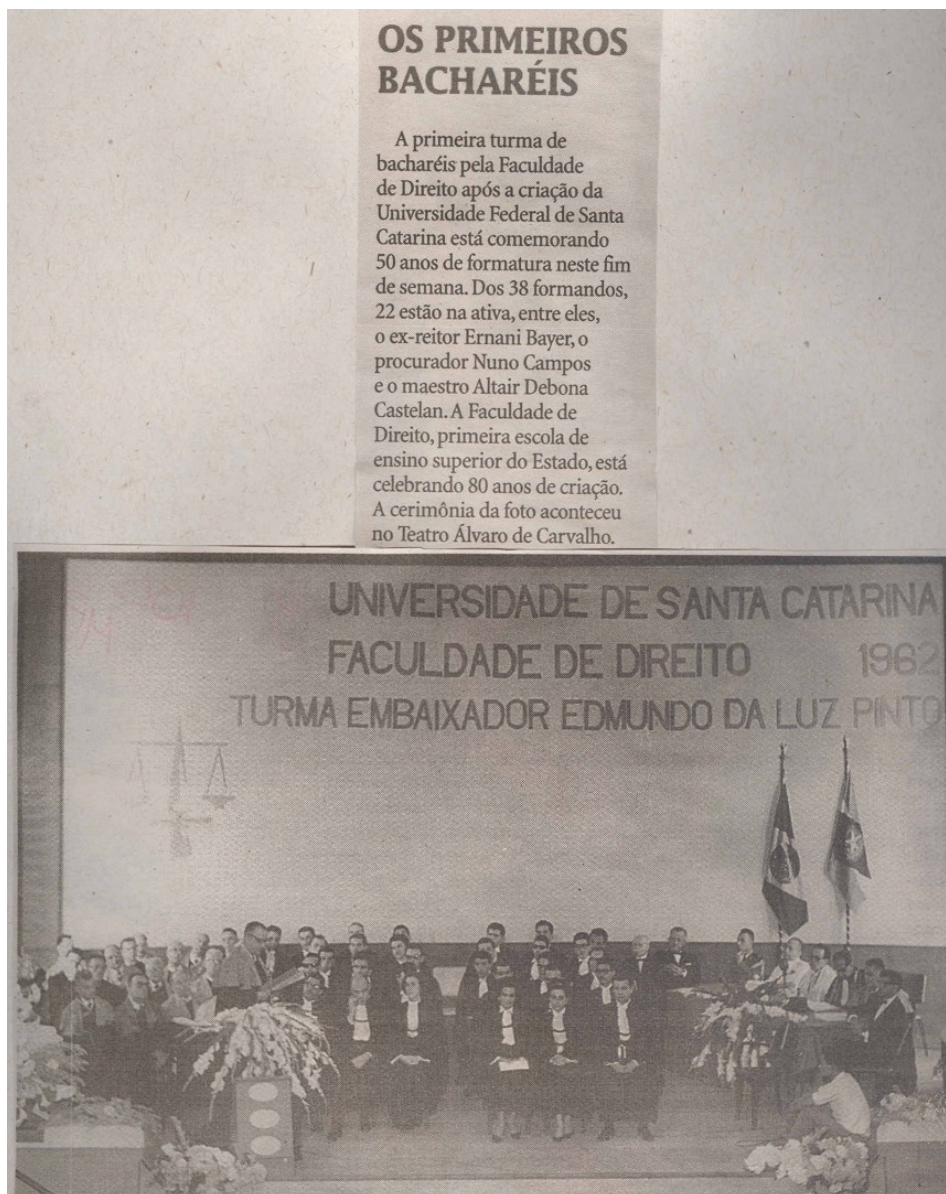 OS PRIMEIROS
BACHARÉIS
A primeira turma de
bacharéis pela Faculdade
de Direito após a criação da
Universidade Federal de Santa
Catarina está comemorando
50 anos de formatura neste fim
de semana. Dos 38 formandos,
22 estão na ativa, entre eles,
o ex-reitor Ernani Bayer, o
procurador Nuno Campos
e o maestro Altair Debona
Castelan. A Faculdade de
Direito, primeira escola de
ensino superior do Estado, está
celebrando 80 anos de criação.
A cerimônia da foto aconteceu
no Teatro Álvaro de Carvalho.
UNIVERSIDADE DE SANTA CATARINA
FACULDADE DE DIREITO 1962
TURMA EMBAIXADOR EDMUNDO DA LUZ PINTO